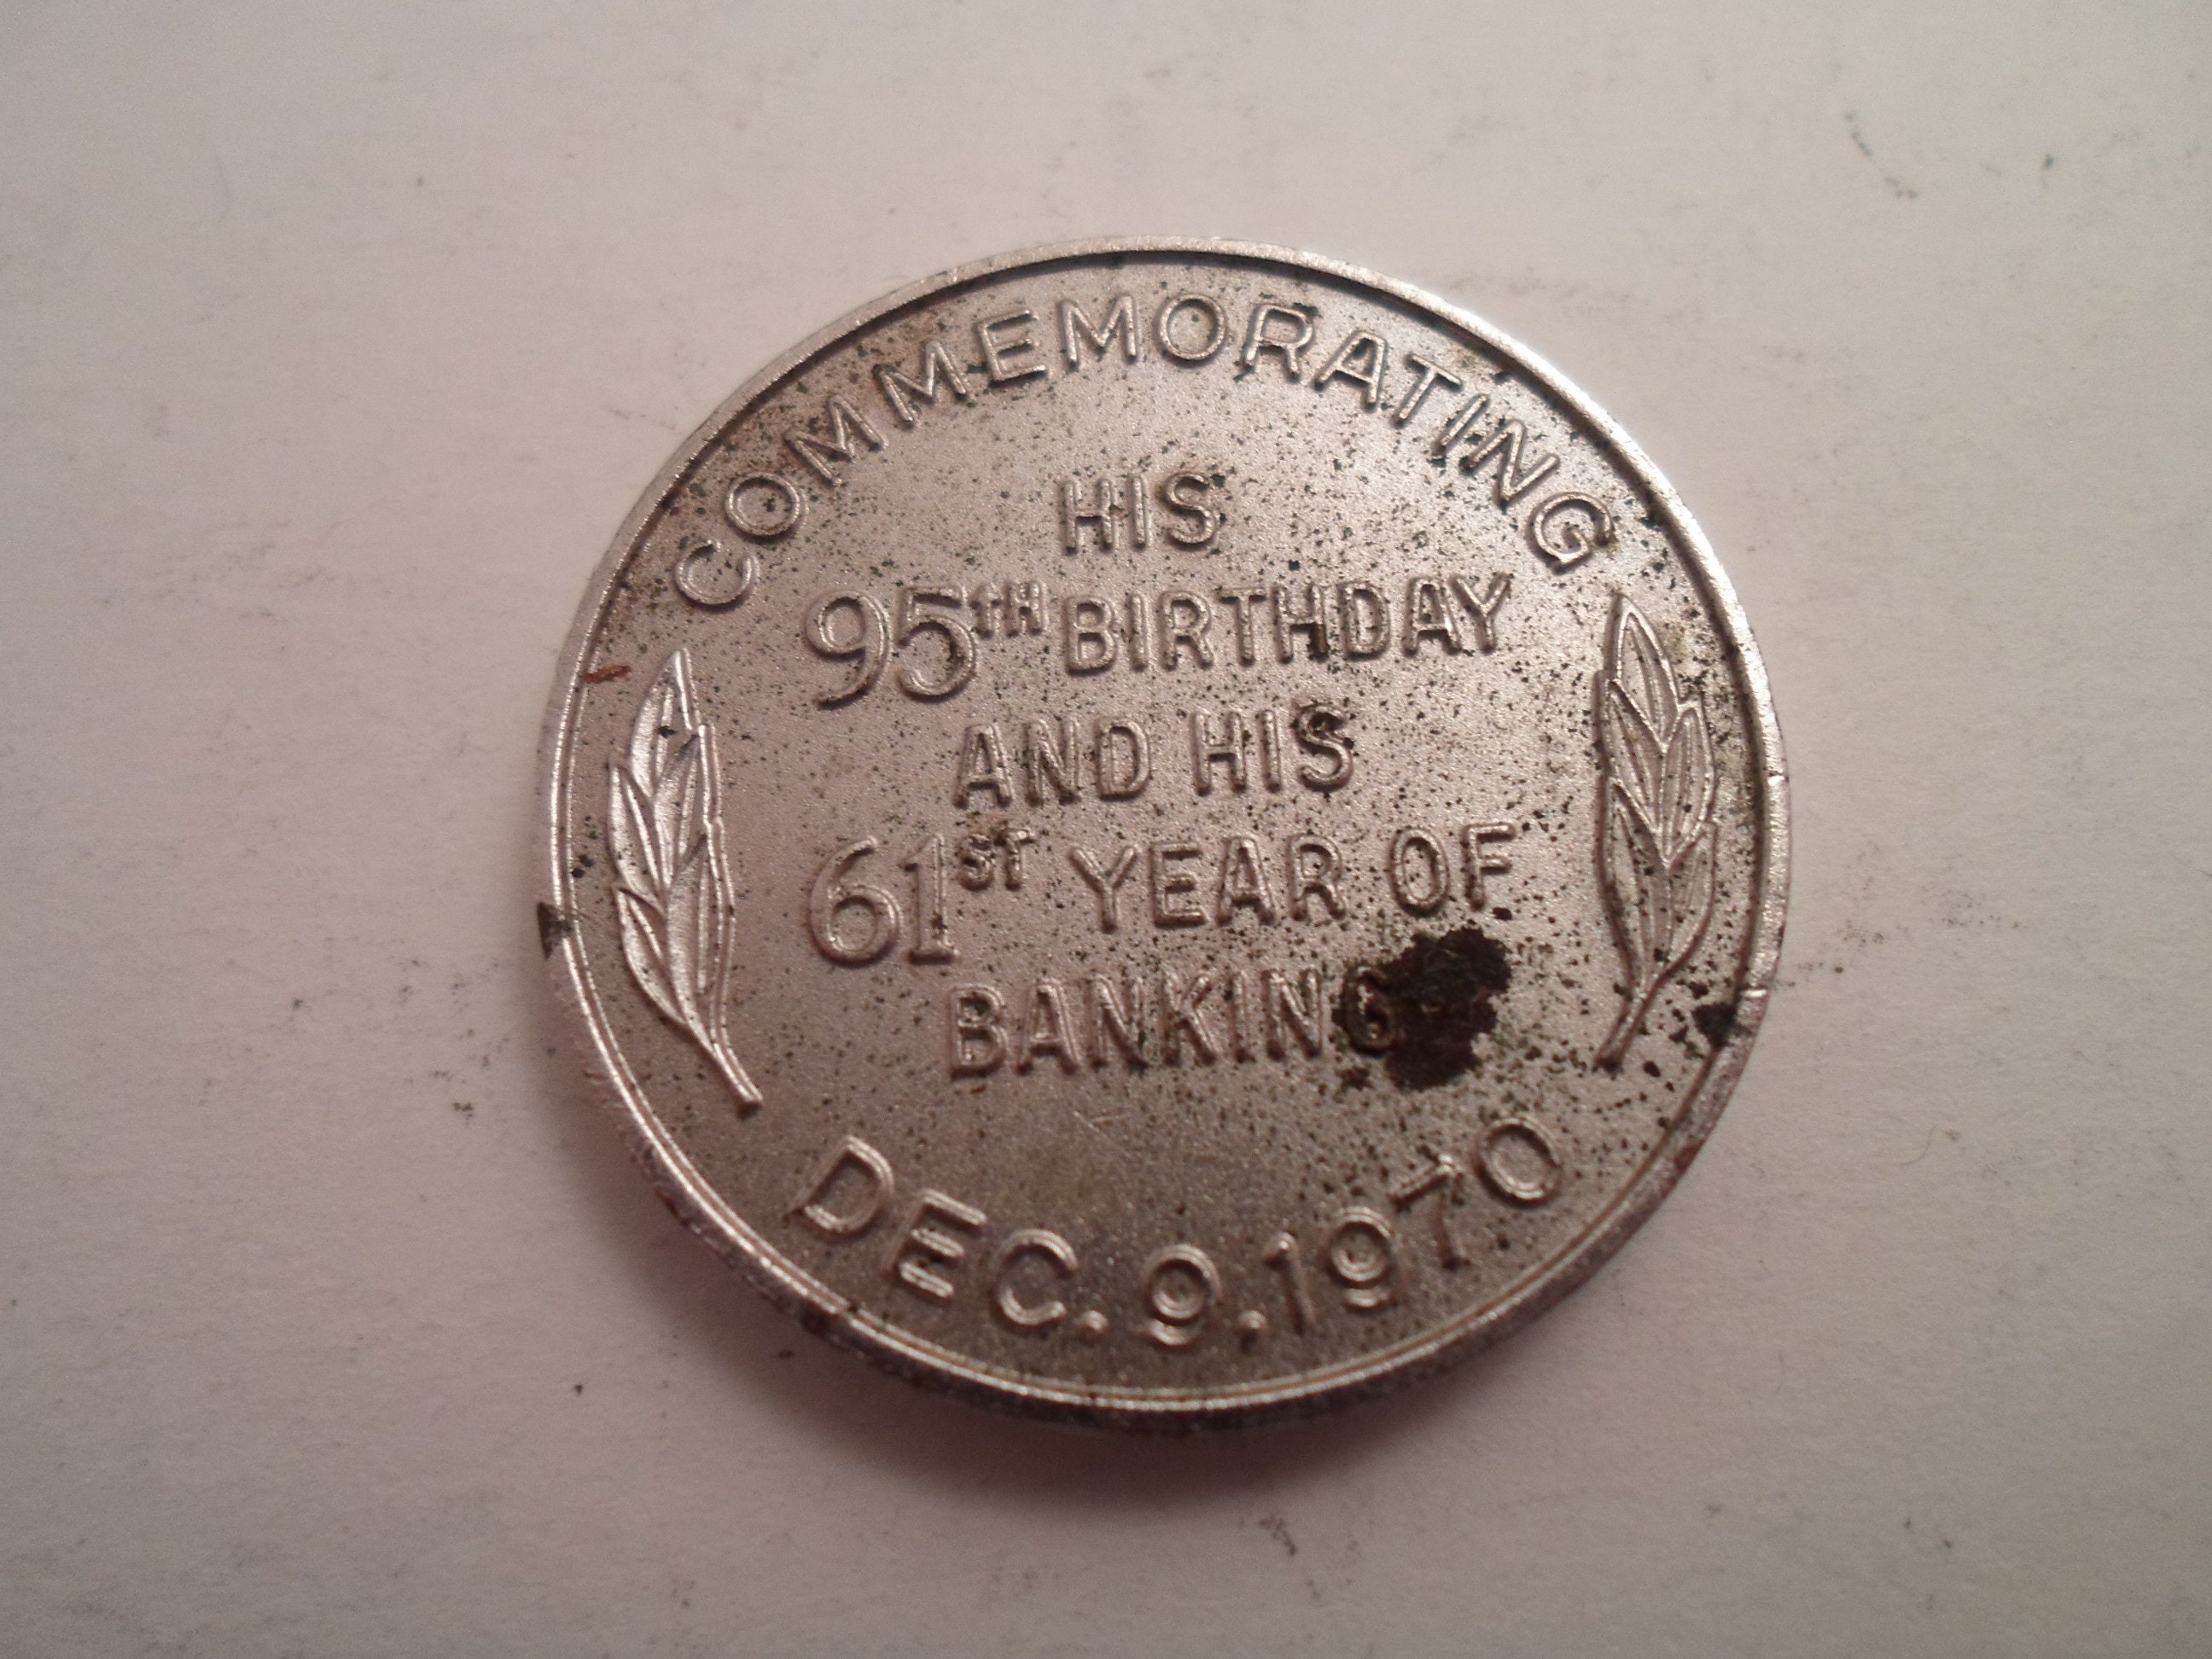 COMMEMORATING
HIS
95TH BIRTHDAY
AND HIS
61ST YEAR OF
BANKING
DEC. 9, 1970